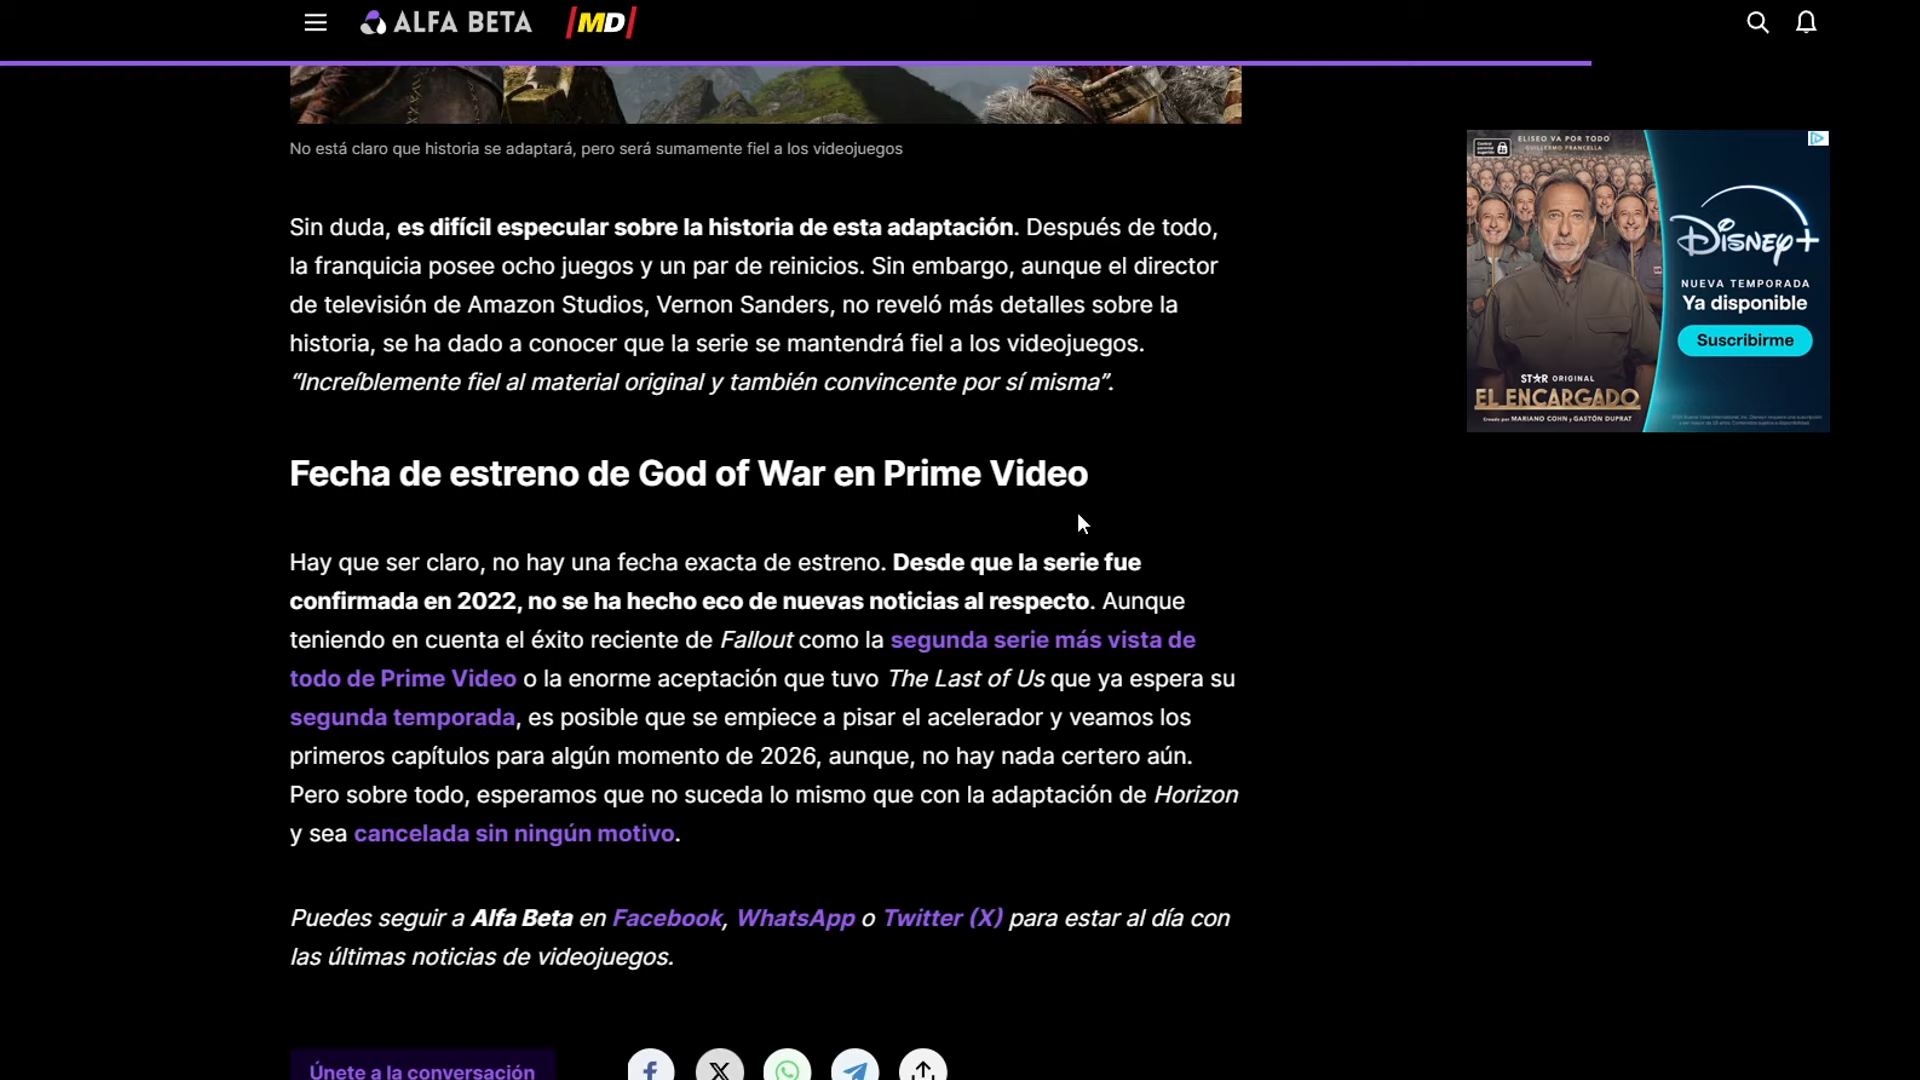 ALFA BETA
MD
No está claro que historia se adaptará, pero será sumamente fiel a los videojuegos
Sin duda, es difícil especular sobre la historia de esta adaptación. Después de todo,
la franquicia posee ocho juegos y un par de reinicios. Sin embargo, aunque el director
de televisión de Amazon Studios, Vernon Sanders, no reveló más detalles sobre la
historia, se ha dado a conocer que la serie se mantendrá fiel a los videojuegos.
“Increíblemente fiel al material original y también convincente por sí misma”.
Fecha de estreno de God of War en Prime Video
Hay que ser claro, no hay una fecha exacta de estreno. Desde que la serie fue
confirmada en 2022, no se ha hecho eco de nuevas noticias al respecto. Aunque
teniendo en cuenta el éxito reciente de Fallout como la segunda serie más vista de
todo de Prime Video o la enorme aceptación que tuvo The Last of Us que ya espera su
segunda temporada, es posible que se empiece a pisar el acelerador y veamos los
primeros capítulos para algún momento de 2026, aunque, no hay nada certero aún.
Pero sobre todo, esperamos que no suceda lo mismo que con la adaptación de Horizon
y sea cancelada sin ningún motivo.
Puedes seguir a Alfa Beta en Facebook, WhatsApp o Twitter (X) para estar al día con
las últimas noticias de videojuegos.
Únete a la conversación
ELISEO VA POR TODO
GUILLERMO FRANCELLA
STAR ORIGINAL
EL ENCARGADO
Creado por MARIANO COHN y GASTÓN DUPRAT
Disney+
NUEVA TEMPORADA
Ya disponible
Suscribirme